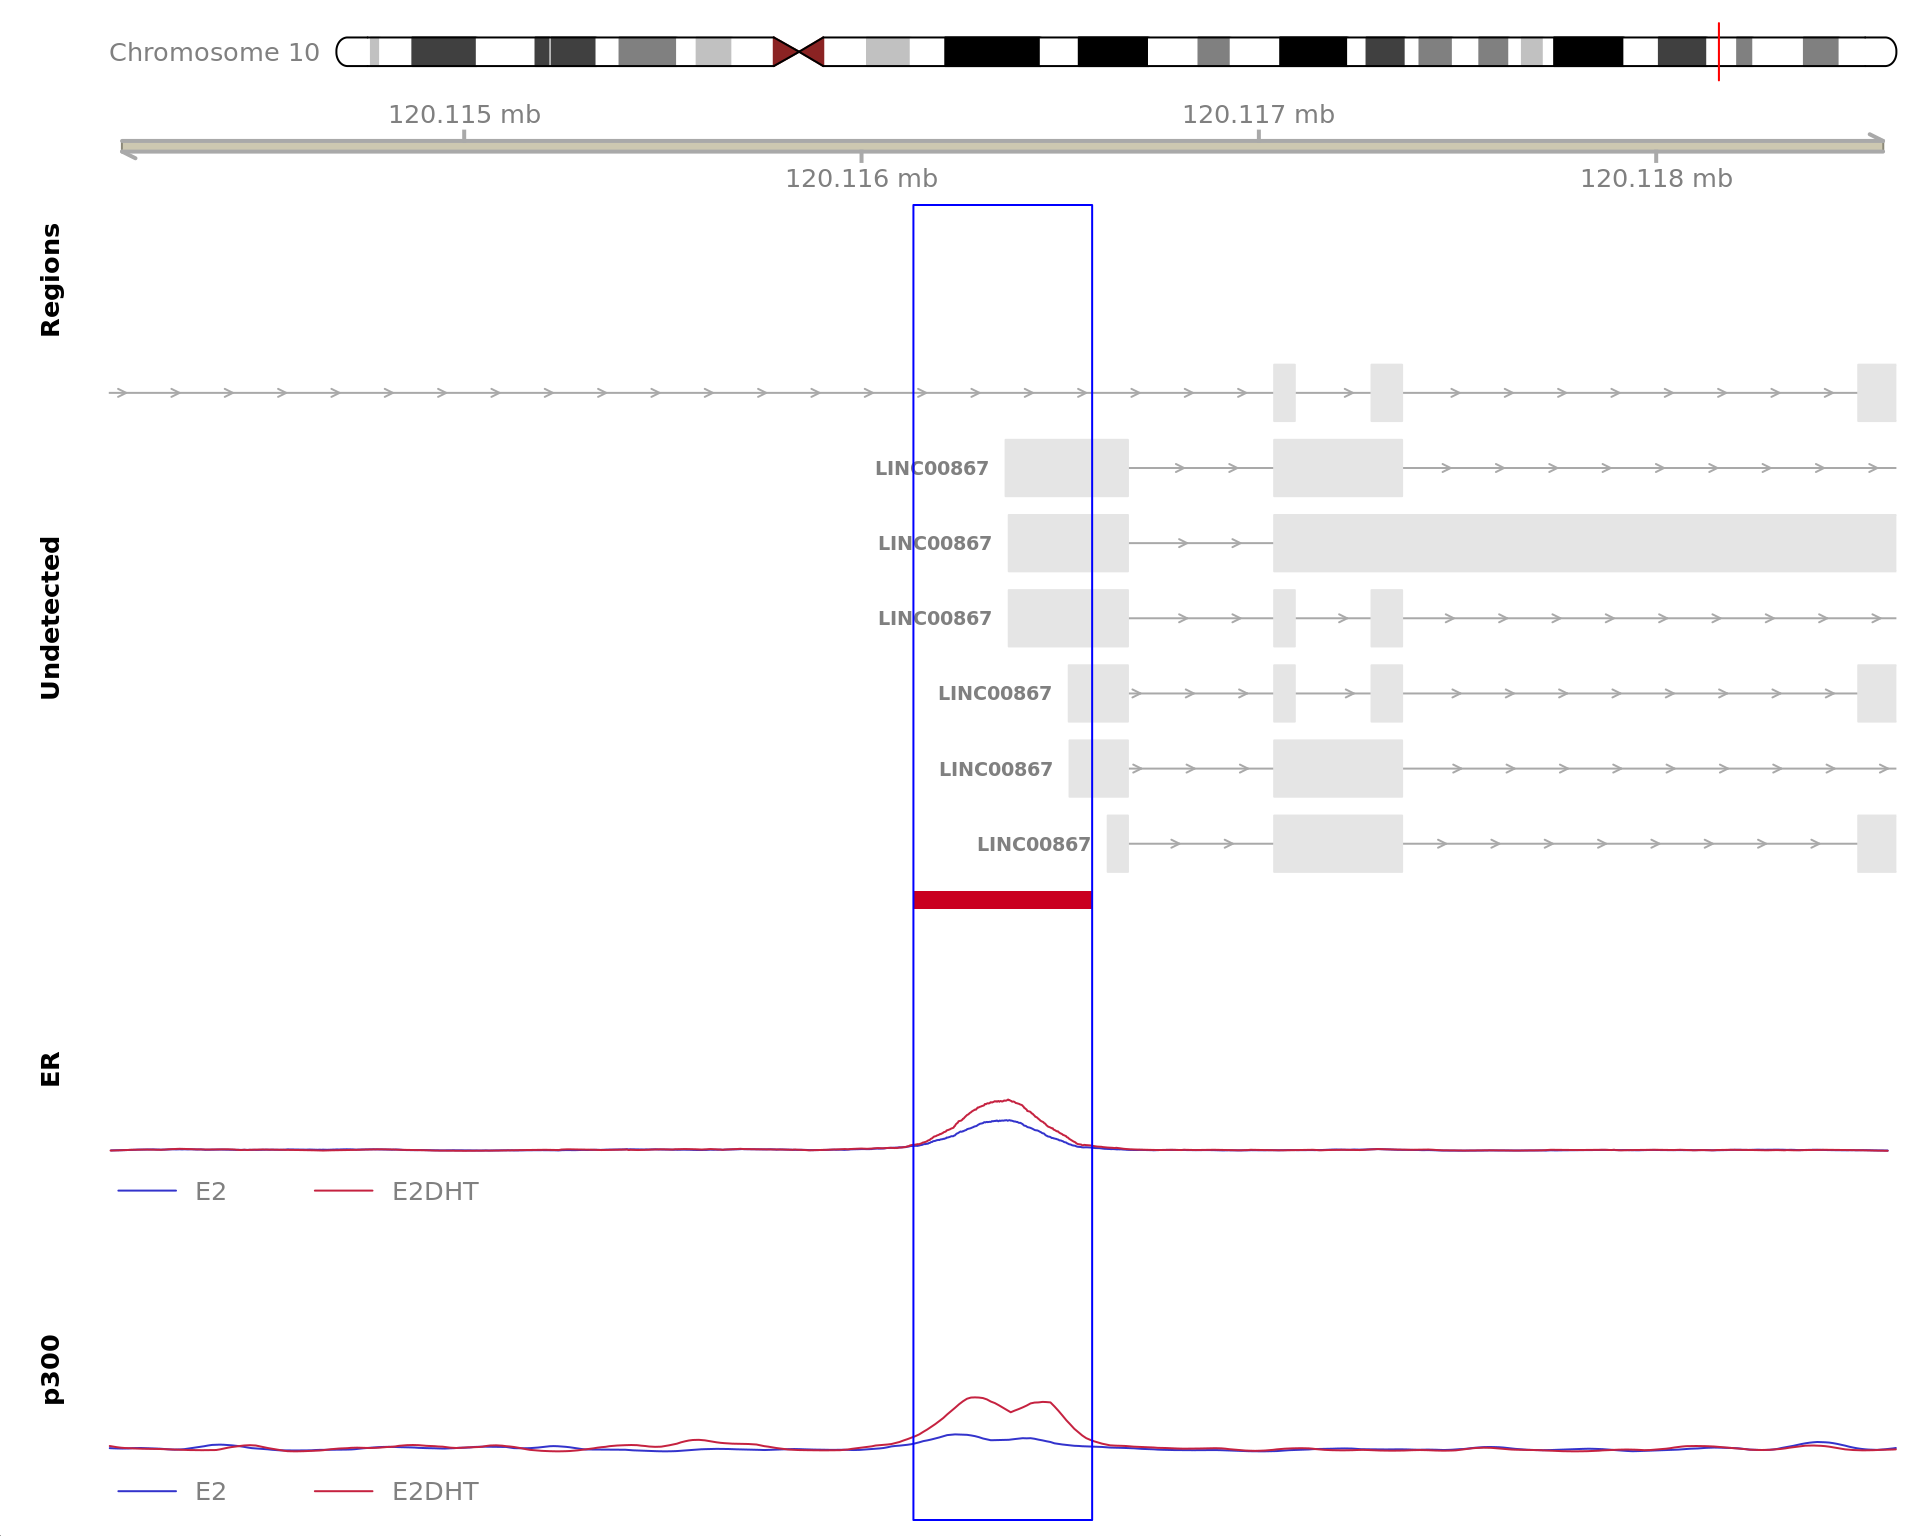 Chromosome 10
120.115 mb
120.117 mb
120.116 mb
120.118 mb
Regions
Undetected
LINC00867
LINC00867
LINC00867
LINC00867
LINC00867
LINC00867
ER
E2
E2DHT
p300
E2
E2DHT